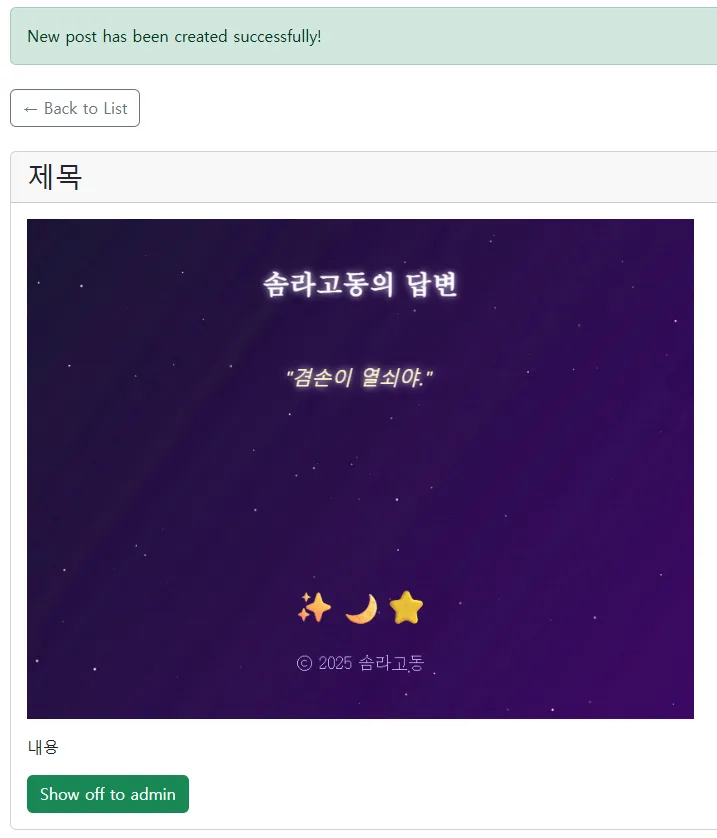 New post has been created successfully!
← Back to List
제목
솜라고동의 답변
"겸손이 열쇠야."
ⓒ 2025 솜라고동
내용
Show off to admin